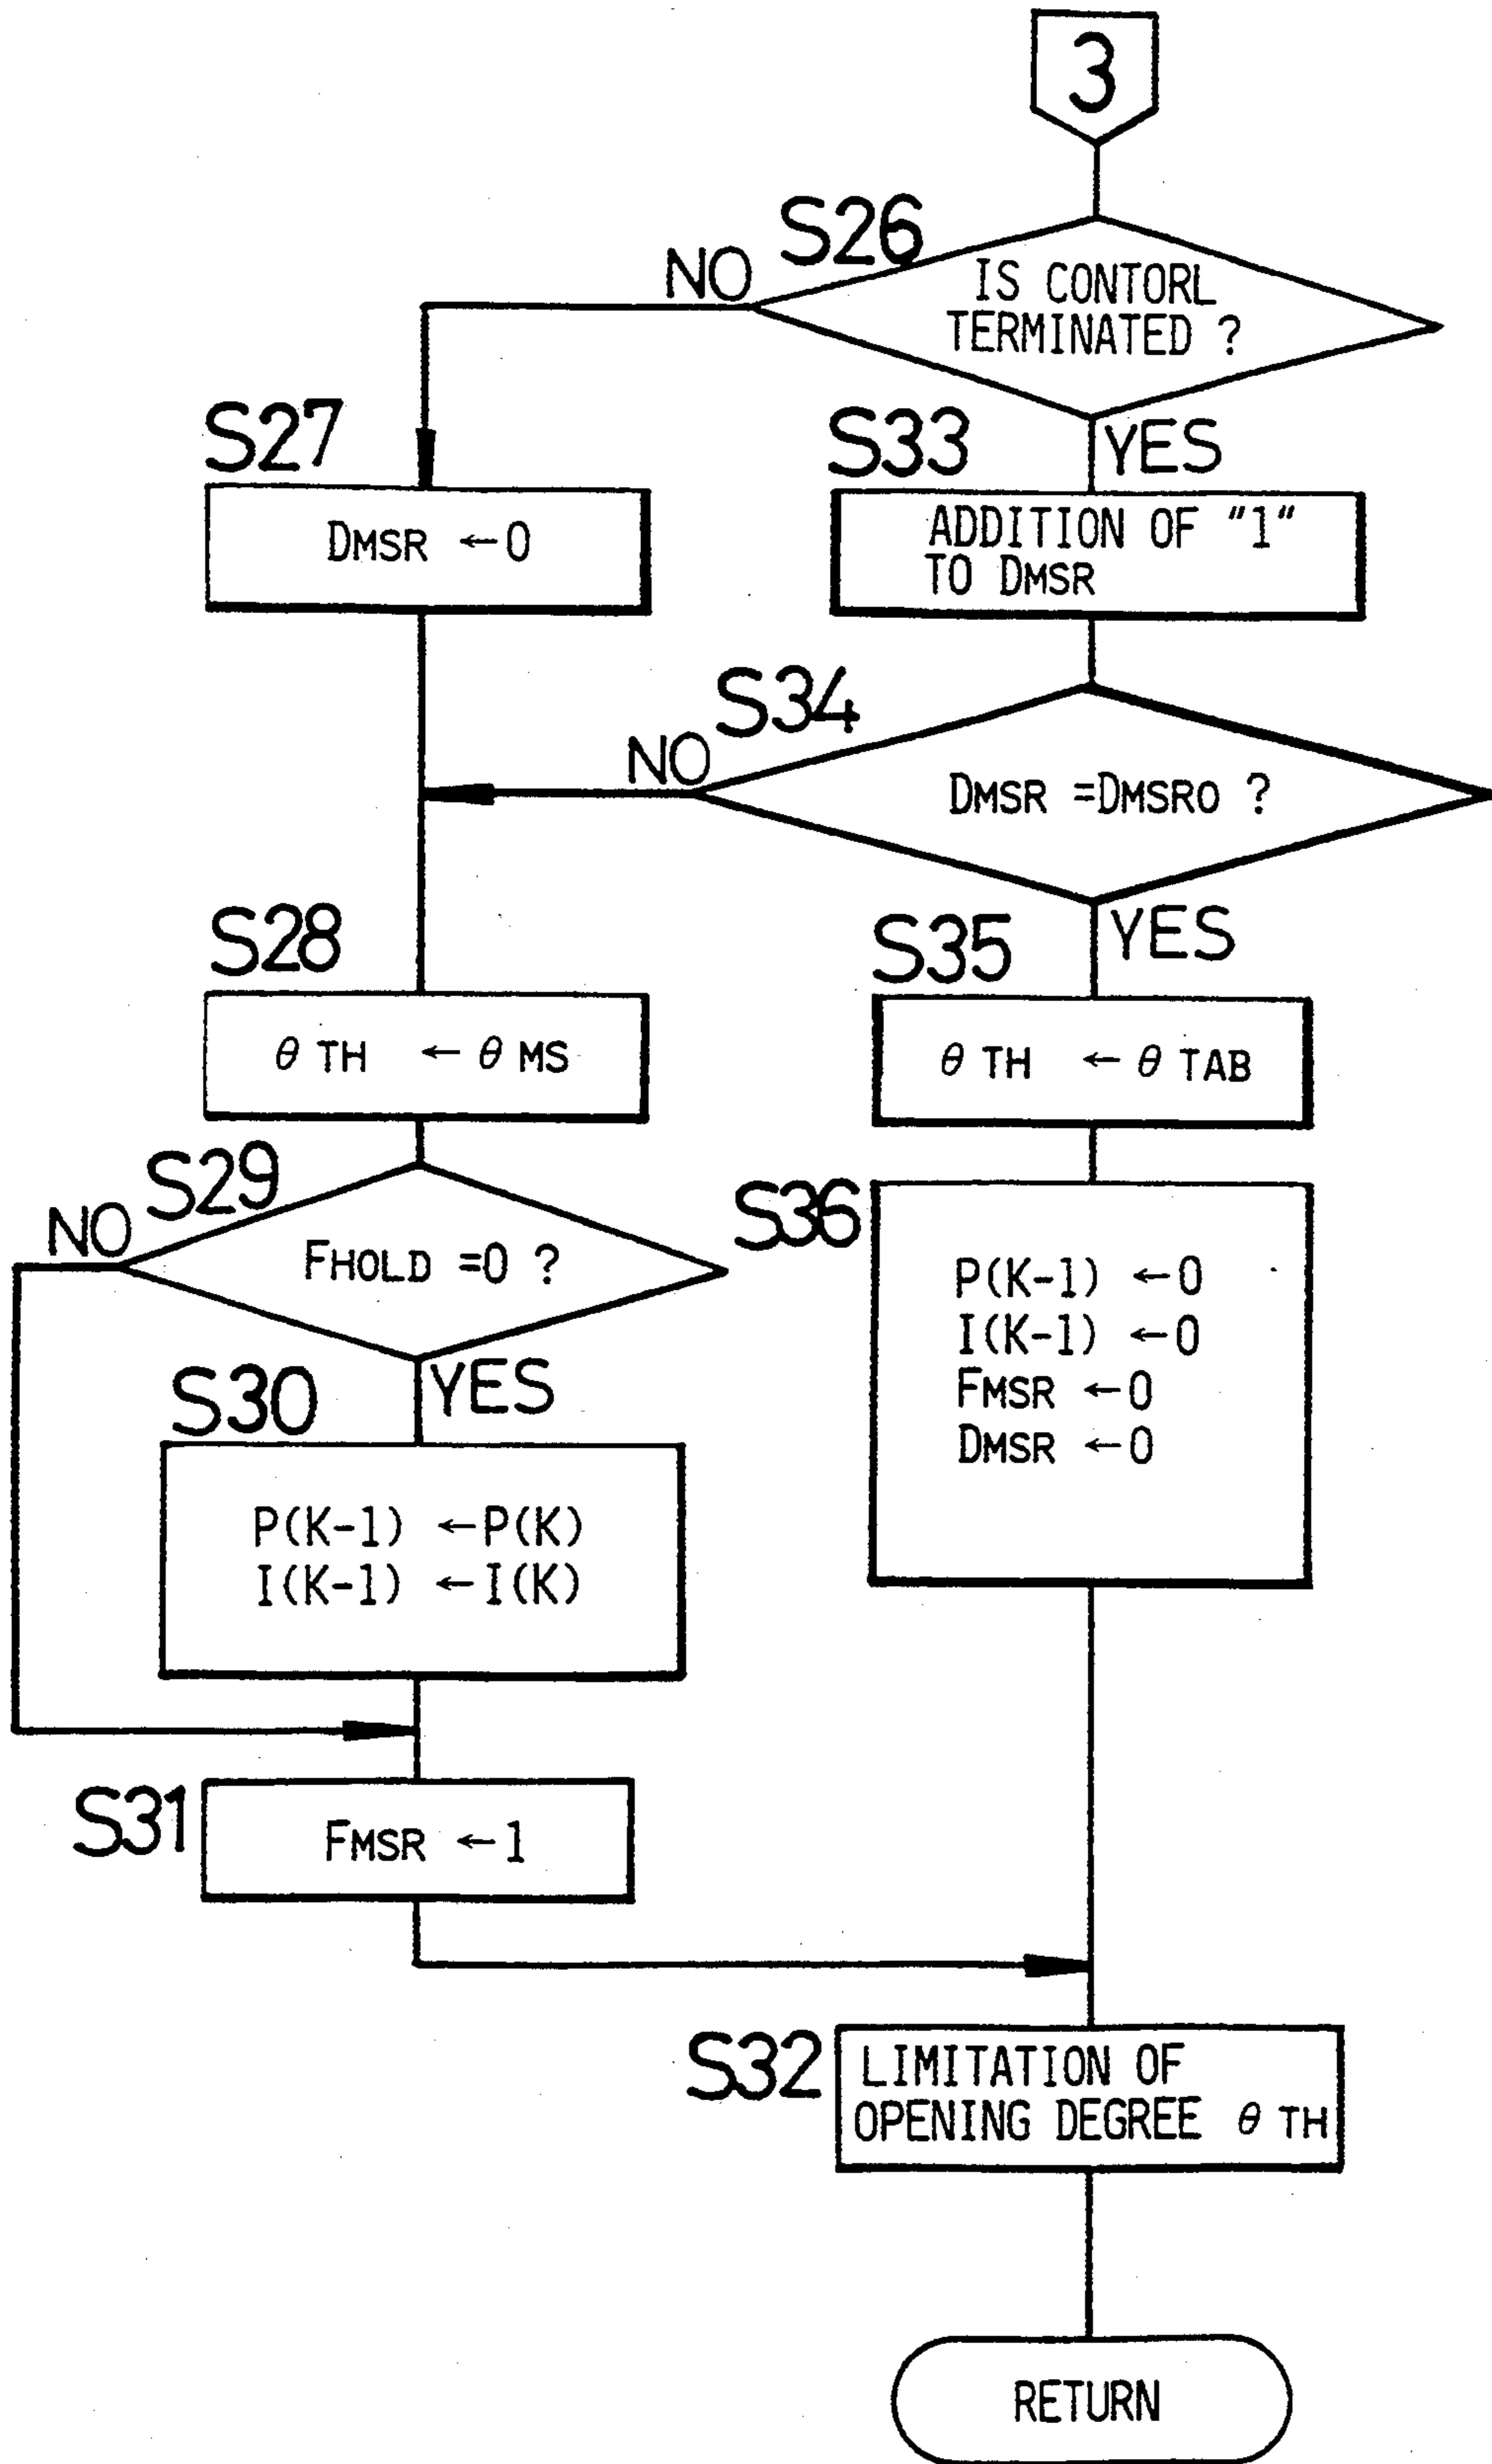 3
S26
NO
IS CONTORL
TERMINATED ?
S27
S33
YES
DMSR ←0
ADDITION OF "1"
TO DMSR
S34
NO
DMSR =DMSRO ?
S28
S35
YES
θ TH ← θ MS
θ TH ← θ TAB
S29
NO
FHOLD =0 ?
S36
P(K-1) ←0
I(K-1) ←0
FMSR ←0
DMSR ←0
S30
YES
P(K-1) ←P(K)
I(K-1) ←I(K)
S31
FMSR ←1
S32
LIMITATION OF
OPENING DEGREE θ TH
RETURN